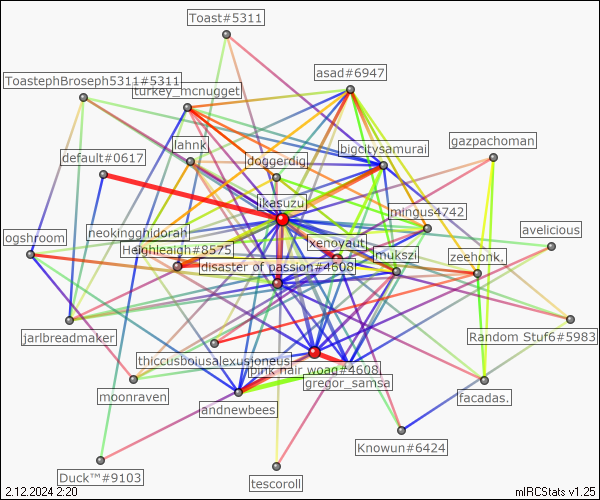 Toast#5311
asad#6947
ToastephBroseph5311#5311
turkey_mcnugget
gazpachoman
lahnk
bigcitysamurai
default#0617
doggerdig
ikasuzu
mingus4742
avelicious
ogshroom
neokingghidorah
xenoyaut
Heighleaigh#8575
mukszi
zeehonk.
disaster of passion#4608
jarlbreadmaker
Random Stuf6#5983
thiccusboiusalexusjoneus
pink hair woag#4608
gregor_samsa
moonraven
facadas.
andnewbees
Knowun#6424
Duck™#9103
tescoroll
2.12.2024 2:20
mIRCStats v1.25